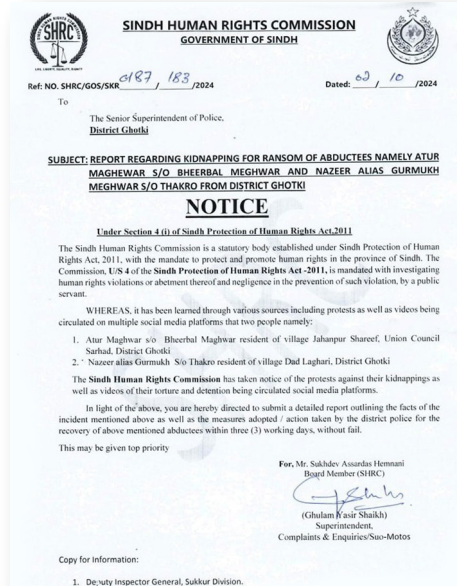 SHRC
LIFE, LIBERTY, EQUALITY, DIGNITY
SINDH HUMAN RIGHTS COMMISSION
GOVERNMENT OF SINDH
Ref: NO. SHRC/GOS/SKR 0187 / 183 /2024
Dated: 02 / 10 /2024
To
The Senior Superintendent of Police,
District Ghotki
SUBJECT: REPORT REGARDING KIDNAPPING FOR RANSOM OF ABDUCTEES NAMELY ATUR
MAGHEWAR S/O BHEERBAL MEGHWAR AND NAZEER ALIAS GURMUKH
MEGHWAR S/O THAKRO FROM DISTRICT GHOTKI
NOTICE
Under Section 4 (i) of Sindh Protection of Human Rights Act,2011
The Sindh Human Rights Commission is a statutory body established under Sindh Protection of Human
Rights Act, 2011, with the mandate to protect and promote human rights in the province of Sindh. The
Commission, U/S 4 of the Sindh Protection of Human Rights Act -2011, is mandated with investigating
human rights violations or abetment thereof and negligence in the prevention of such violation, by a public
servant.
WHEREAS, it has been learned through various sources including protests as well as videos being
circulated on multiple social media platforms that two people namely:
1. Atur Maghwar s/o Bheerbal Maghwar resident of village Jahanpur Shareef, Union Council
Sarhad, District Ghotki
2. Nazeer alias Gurmukh S/o Thakro resident of village Dad Laghari, District Ghotki
The Sindh Human Rights Commission has taken notice of the protests against their kidnappings as
well as videos of their torture and detention being circulated social media platforms.
In light of the above, you are hereby directed to submit a detailed report outlining the facts of the
incident mentioned above as well as the measures adopted / action taken by the district police for the
recovery of above mentioned abductees within three (3) working days, without fail.
This may be given top priority
For, Mr. Sukhdev Assardas Hemnani
Board Member (SHRC)
(Ghulam Yasir Shaikh)
Superintendent,
Complaints & Enquiries/Suo-Motos
Copy for Information:
1. Deputy Inspector General, Sukkur Division.